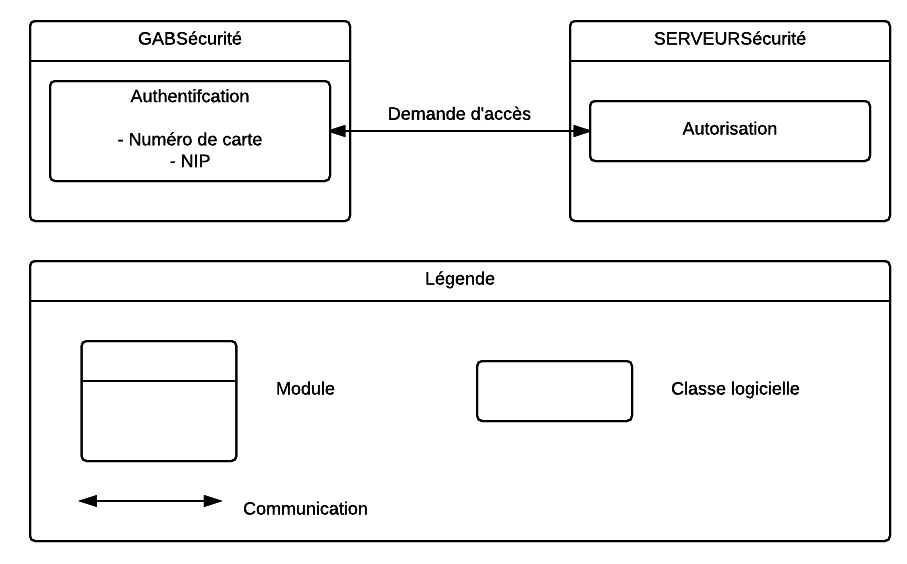 GABSécurité
SERVEURSécurité
Authentifcation
- Numéro de carte
- NIP
Demande d'accès
Autorisation
Légende
Module
Classe logicielle
Communication